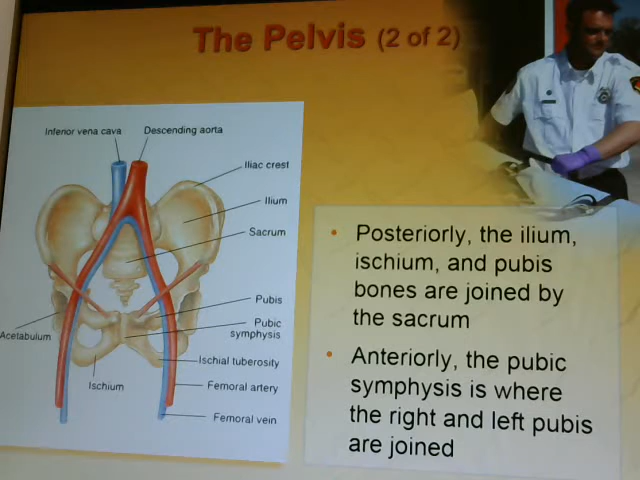 The Pelvis (2 of 2)
Inferior vena cava
Descending aorta
Iliac crest
Ilium
Sacrum
Pubis
Pubic
symphysis
Acetabulum
Ischial tuberosity
Ischium
Femoral artery
Femoral vein
• Posteriorly, the ilium,
ischium, and pubis
bones are joined by
the sacrum
• Anteriorly, the pubic
symphysis is where
the right and left pubis
are joined